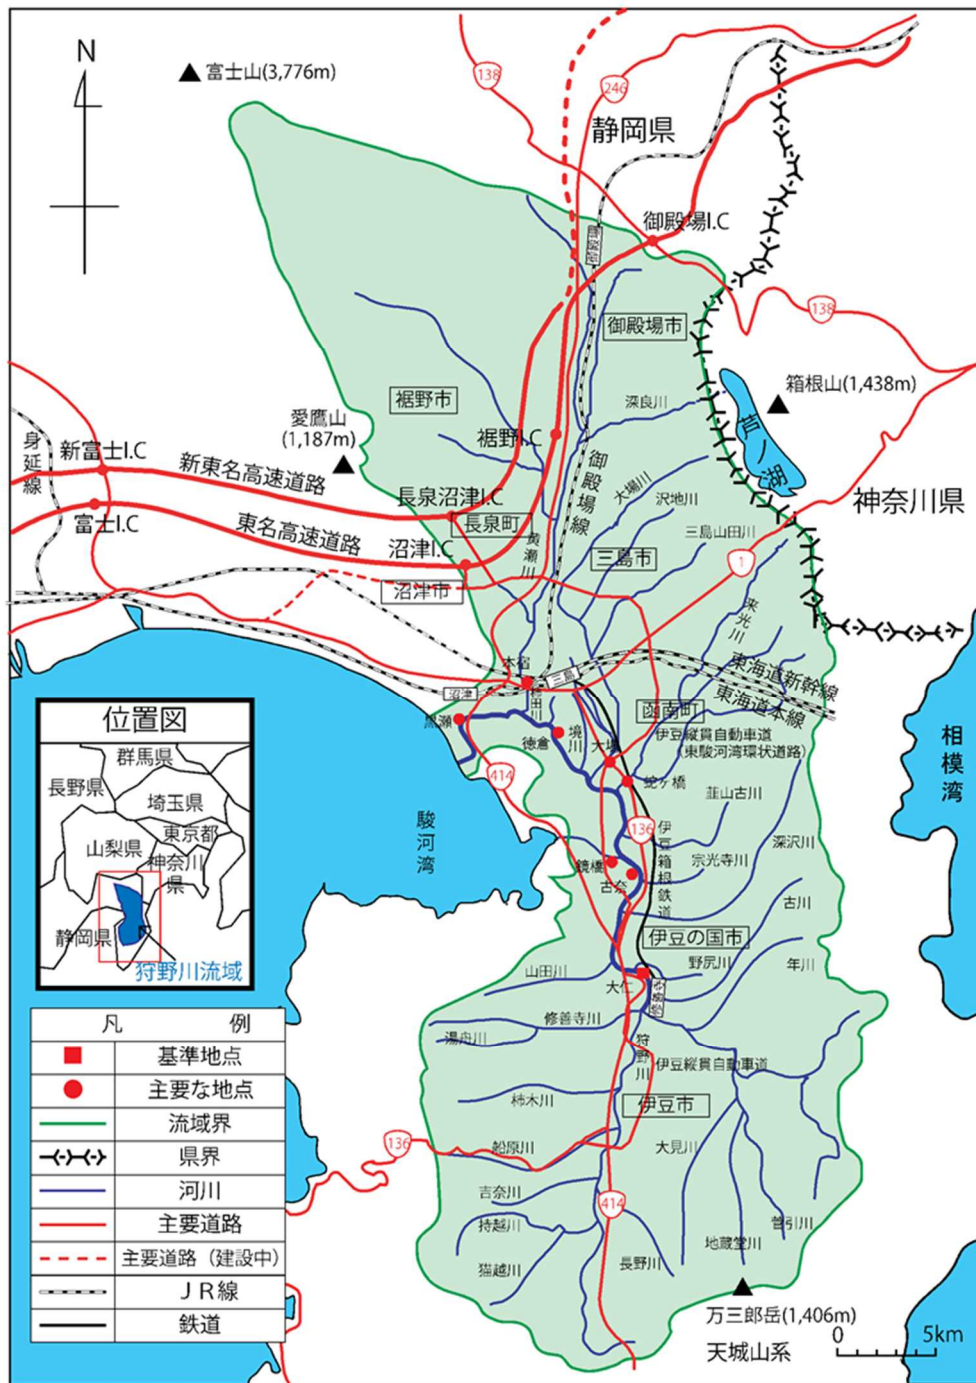 N
富士山(3,776m)
138
246
静岡県
御殿場I.C
御殿場
御殿場市
138
箱根山(1,438m)
芦ノ湖
深良川
裾野市
愛鷹山
(1,187m)
裾野I.C
御殿場線
大場川
沢地川
神奈川県
身延線
新富士I.C
新東名高速道路
長泉沼津I.C
長泉町
富士I.C
東名高速道路
沼津I.C
黄瀬川
三島市
三島山田川
1
沼津市
来光川
本宿
三島
沼津
東海道新幹線
東海道本線
黒瀬
徳倉
境川
大場
函南町
伊豆縦貫自動車道
(東駿河湾環状道路)
414
蛇ヶ橋
韮山古川
相模湾
駿河湾
136
伊豆箱根鉄道
深沢川
鏡橋
宗光寺川
古奈
古川
伊豆の国市
山田川
野尻川
年川
大仁
修善寺
修善寺川
湯舟川
狩野川
伊豆縦貫自動車道
柿木川
伊豆市
136
船原川
大見川
吉奈川
414
持越川
菅引川
猫越川
長野川
地蔵堂川
万三郎岳(1,406m)
天城山系
0 5km
位置図
群馬県
長野県
埼玉県
東京都
山梨県
神奈川
県
静岡県
狩野川流域
凡 例
基準地点
主要な地点
流域界
県界
河川
主要道路
主要道路（建設中）
ＪＲ線
鉄道